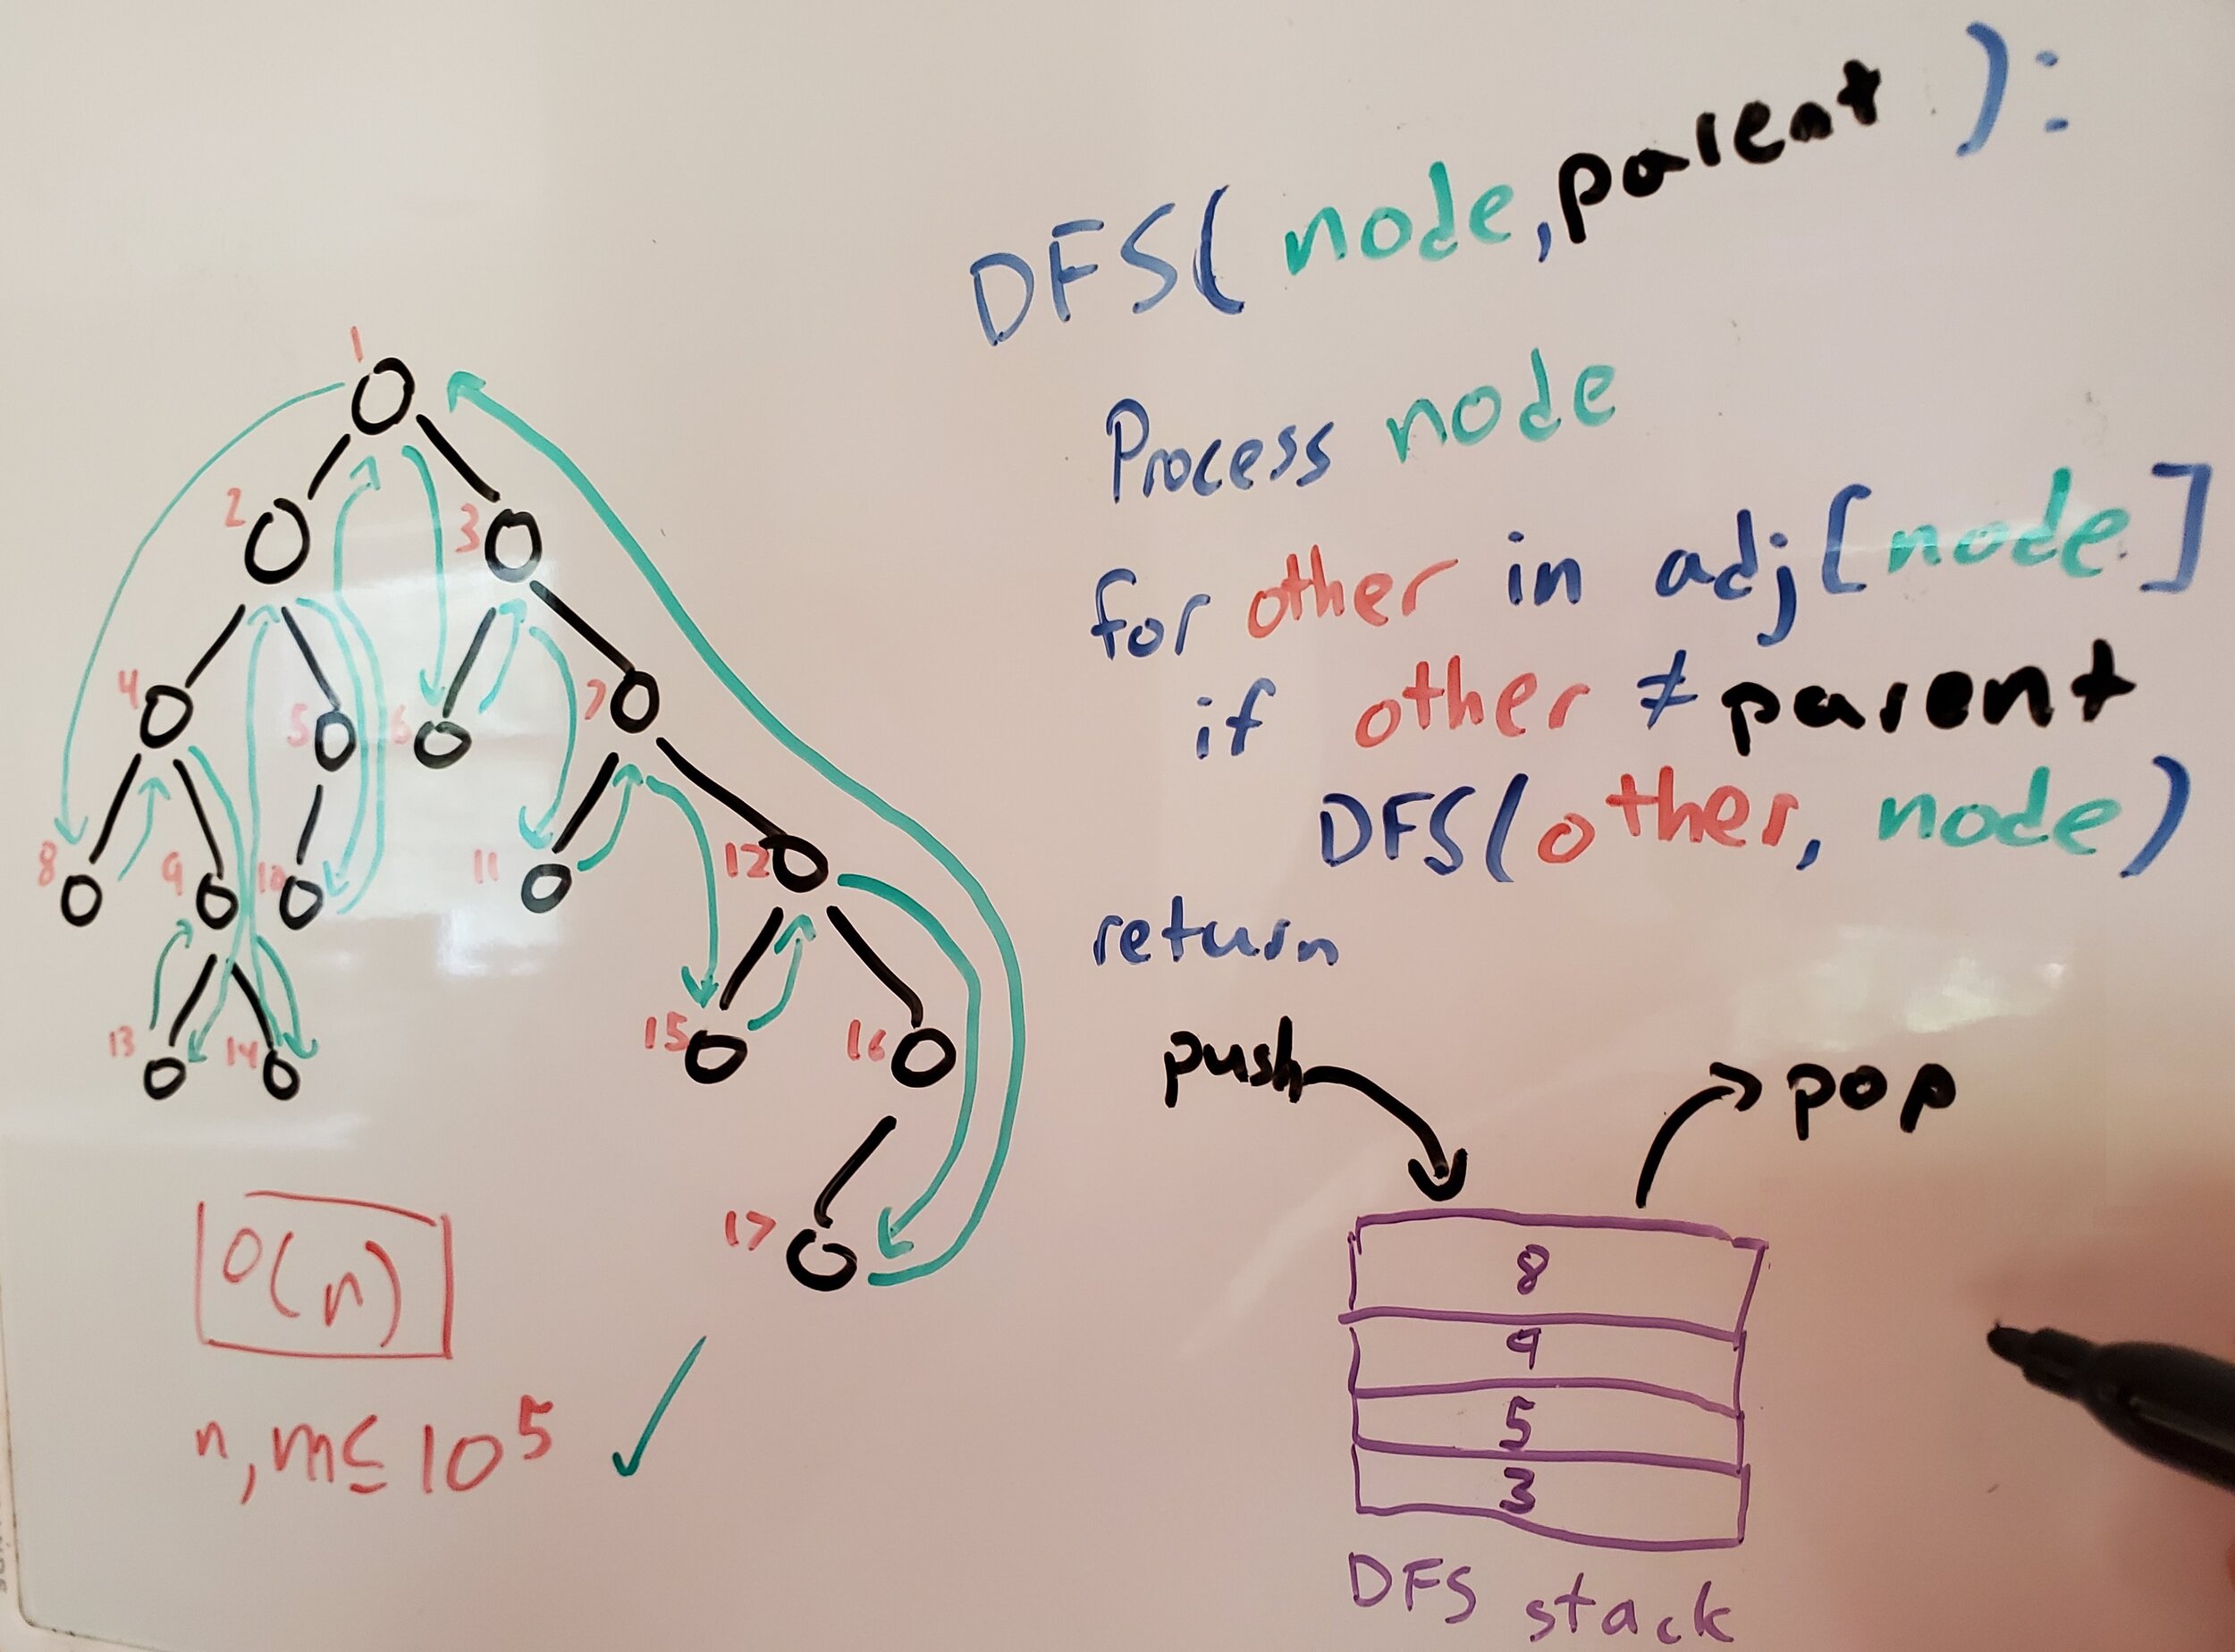 DFS(node, parent):
Process node
for other in adj[node]
if other ≠ parent
DFS(other, node)
return
1
2
3
4
5
6
7
8
9
10
11
12
13
14
15
16
17
O(n)
n, m ≤ 10^5
push
pop
8
9
5
3
DFS stack